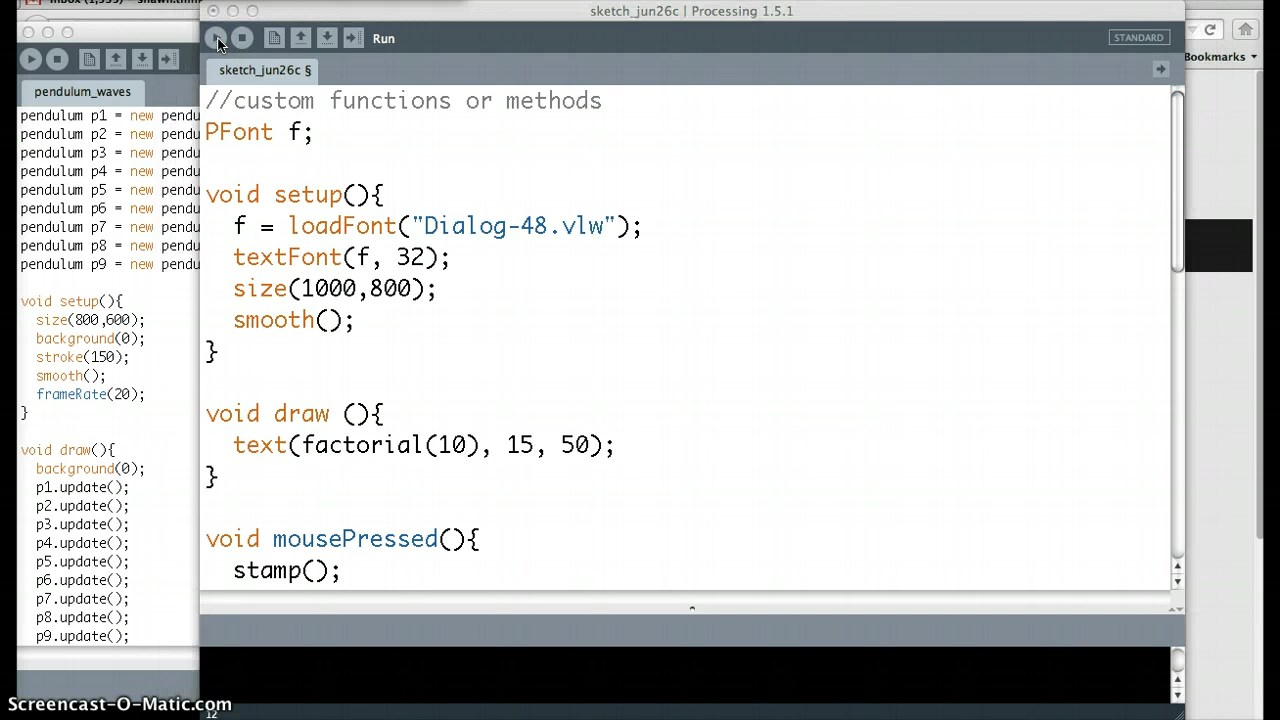 sketch_jun26c | Processing 1.5.1
Run
STANDARD
sketch_jun26c §
//custom functions or methods
PFont f;
void setup(){
f = loadFont("Dialog-48.vlw");
textFont(f, 32);
size(1000,800);
smooth();
}
void draw (){
text(factorial(10), 15, 50);
}
void mousePressed(){
stamp();
pendulum_waves
pendulum p1 = new pendu
pendulum p2 = new pendu
pendulum p3 = new pendu
pendulum p4 = new pendu
pendulum p5 = new pendu
pendulum p6 = new pendu
pendulum p7 = new pendu
pendulum p8 = new pendu
pendulum p9 = new pendu
void setup(){
size(800,600);
background(0);
stroke(150);
smooth();
frameRate(20);
}
void draw(){
background(0);
p1.update();
p2.update();
p3.update();
p4.update();
p5.update();
p6.update();
p7.update();
p8.update();
p9.update();
Bookmarks
12
Screencast-O-Matic.com